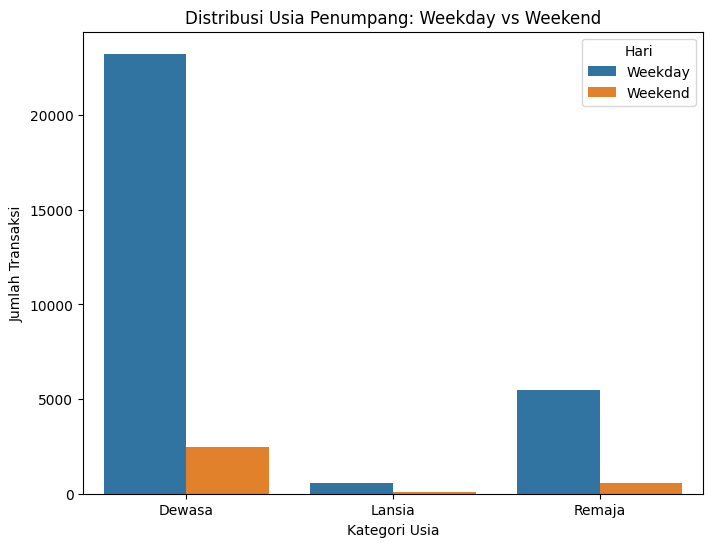 Distribusi Usia Penumpang: Weekday vs Weekend
Hari
Weekday
Weekend
Jumlah Transaksi
20000
15000
10000
5000
0
Dewasa
Lansia
Remaja
Kategori Usia